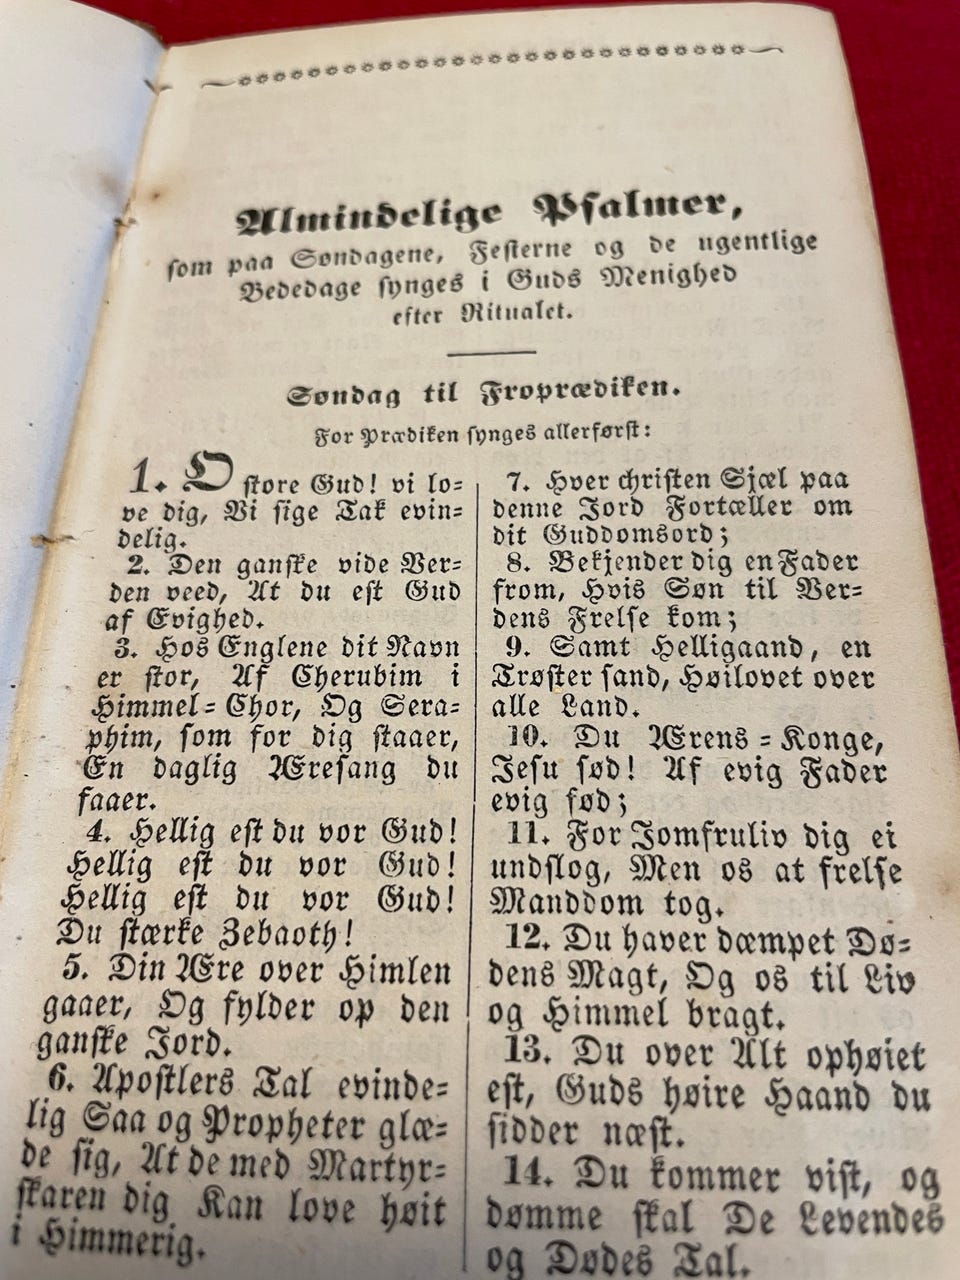 Almindelige Psalmer,
som paa Søndagene, Festerne og de ugentlige
Bededage synges i Guds Menighed
efter Ritualet.
Søndag til Froprædiken.
For Prædiken synges allerførst:
1. O store Gud! vi lo=
ve dig, Vi sige Tak evin=
delig.
2. Den ganske vide Ver=
den veed, At du est Gud
af Evighed.
3. Hos Englene dit Navn
er stor, Af Cherubim i
Himmel=Chor, Og Sera=
phim, som for dig staaer,
En daglig Æresang du
faaer.
4. Hellig est du vor Gud!
Hellig est du vor Gud!
Hellig est du vor Gud!
Du stærke Zebaoth!
5. Din Ære over Himlen
gaaer, Og fylder op den
ganske Jord.
6. Apostlers Tal evinde=
lig Saa og Propheter glæ=
de sig, At de med Martyr=
skaren dig Kan love høit
i Himmerig.
7. Hver christen Sjæl paa
denne Jord Fortæller om
dit Guddomsord;
8. Bekjender dig en Fader
from, Hvis Søn til Ver=
dens Frelse kom;
9. Samt Helligaand, en
Trøster sand, Høilovet over
alle Land.
10. Du Ærens=Konge,
Jesu sød! Af evig Fader
evig fød;
11. For Jomfruliv dig ei
undslog, Men os at frelse
Manddom tog.
12. Du haver dæmpet Dø=
dens Magt, Og os til Liv
og Himmel bragt.
13. Du over Alt ophøiet
est, Guds høire Haand du
sidder næst.
14. Du kommer vist, og
dømme skal De Levendes
og Dødes Tal.